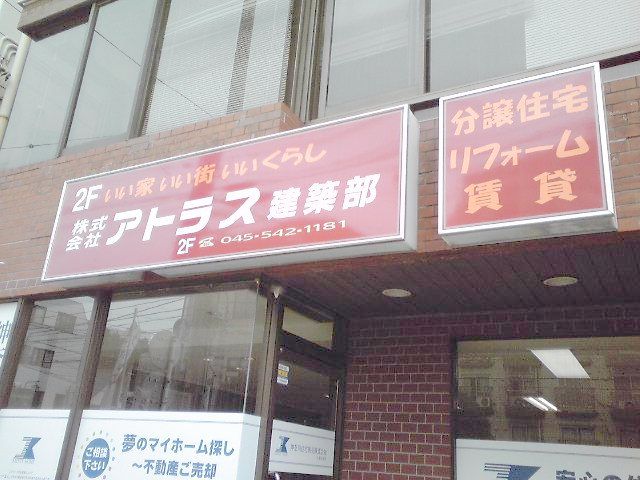 2F いい家いい街いいくらし
株式会社 アトラス 建築部
2F ☎ 045-542-1181
分譲住宅
リフォーム
賃貸
ご相談
下さい
夢のマイホーム探し
～不動産ご売却